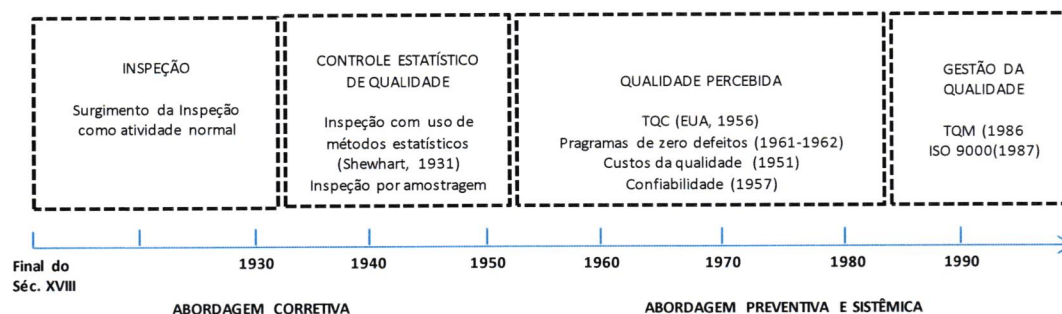 INSPEÇÃO
Surgimento da Inspeção
como atividade normal
CONTROLE ESTATÍSTICO
DE QUALIDADE
Inspeção com uso de
métodos estatísticos
(Shewhart, 1931)
Inspeção por amostragem
QUALIDADE PERCEBIDA
TQC (EUA, 1956)
Pragramas de zero defeitos (1961-1962)
Custos da qualidade (1951)
Confiabilidade (1957)
GESTÃO DA
QUALIDADE
TQM (1986
ISO 9000(1987)
Final do
Séc. XVIII
1930
1940
1950
1960
1970
1980
1990
ABORDAGEM CORRETIVA
ABORDAGEM PREVENTIVA E SISTÊMICA